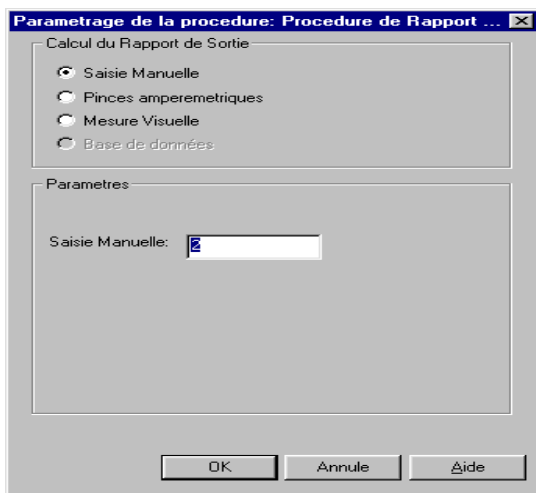 Parametrage de la procedure: Procedure de Rapport ...
Calcul du Rapport de Sortie
Saisie Manuelle
Pinces amperemetriques
Mesure Visuelle
Base de données
Parametres
Saisie Manuelle: 2
OK Annule Aide